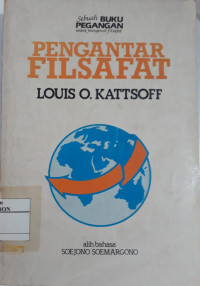 sebuah BUKU
PEGANGAN
untuk mengenal filsafat
PENGANTAR
FILSAFAT
LOUIS O. KATTSOFF
alih bahasa
SOEJONO SOEMARGONO